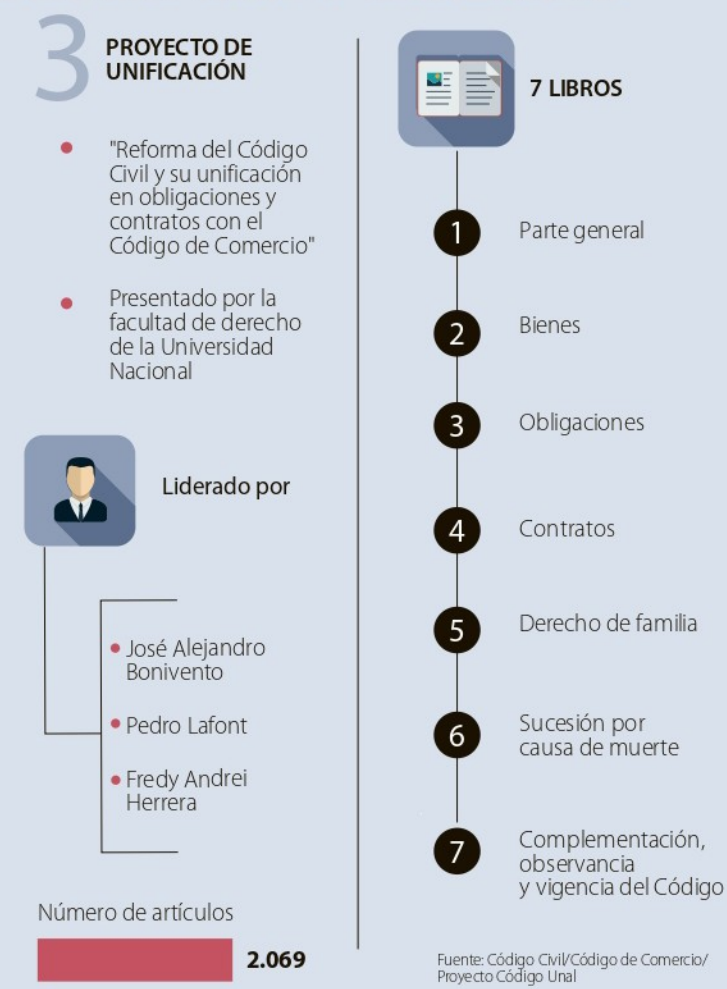 3
PROYECTO DE
UNIFICACIÓN
"Reforma del Código
Civil y su unificación
en obligaciones y
contratos con el
Código de Comercio"
Presentado por la
facultad de derecho
de la Universidad
Nacional
Liderado por
José Alejandro
Bonivento
Pedro Lafont
Fredy Andrei
Herrera
Número de artículos
2.069
7 LIBROS
1 Parte general
2 Bienes
3 Obligaciones
4 Contratos
5 Derecho de familia
6 Sucesión por
causa de muerte
7 Complementación,
observancia
y vigencia del Código
Fuente: Código Civil/Código de Comercio/
Proyecto Código Unal